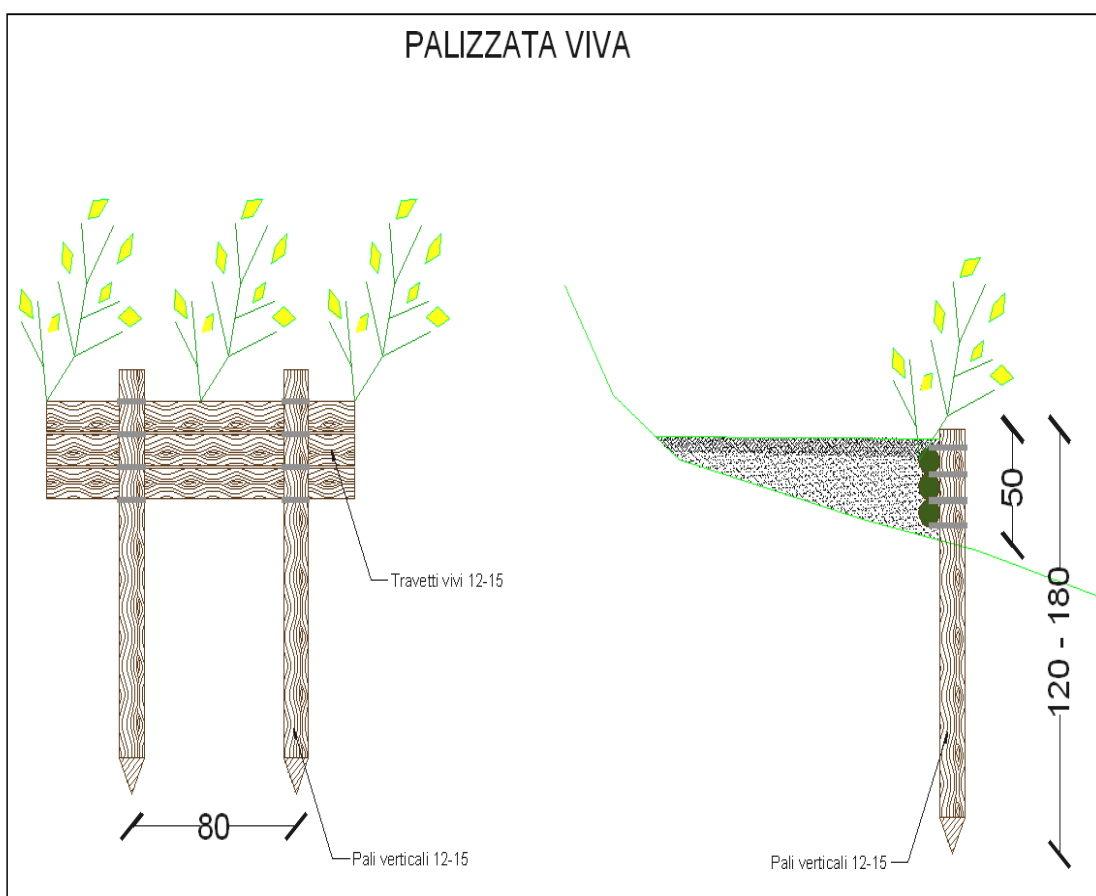 PALIZZATA VIVA
Travetti vivi 12-15
80
Pali verticali 12-15
50
120 - 180
Pali verticali 12-15